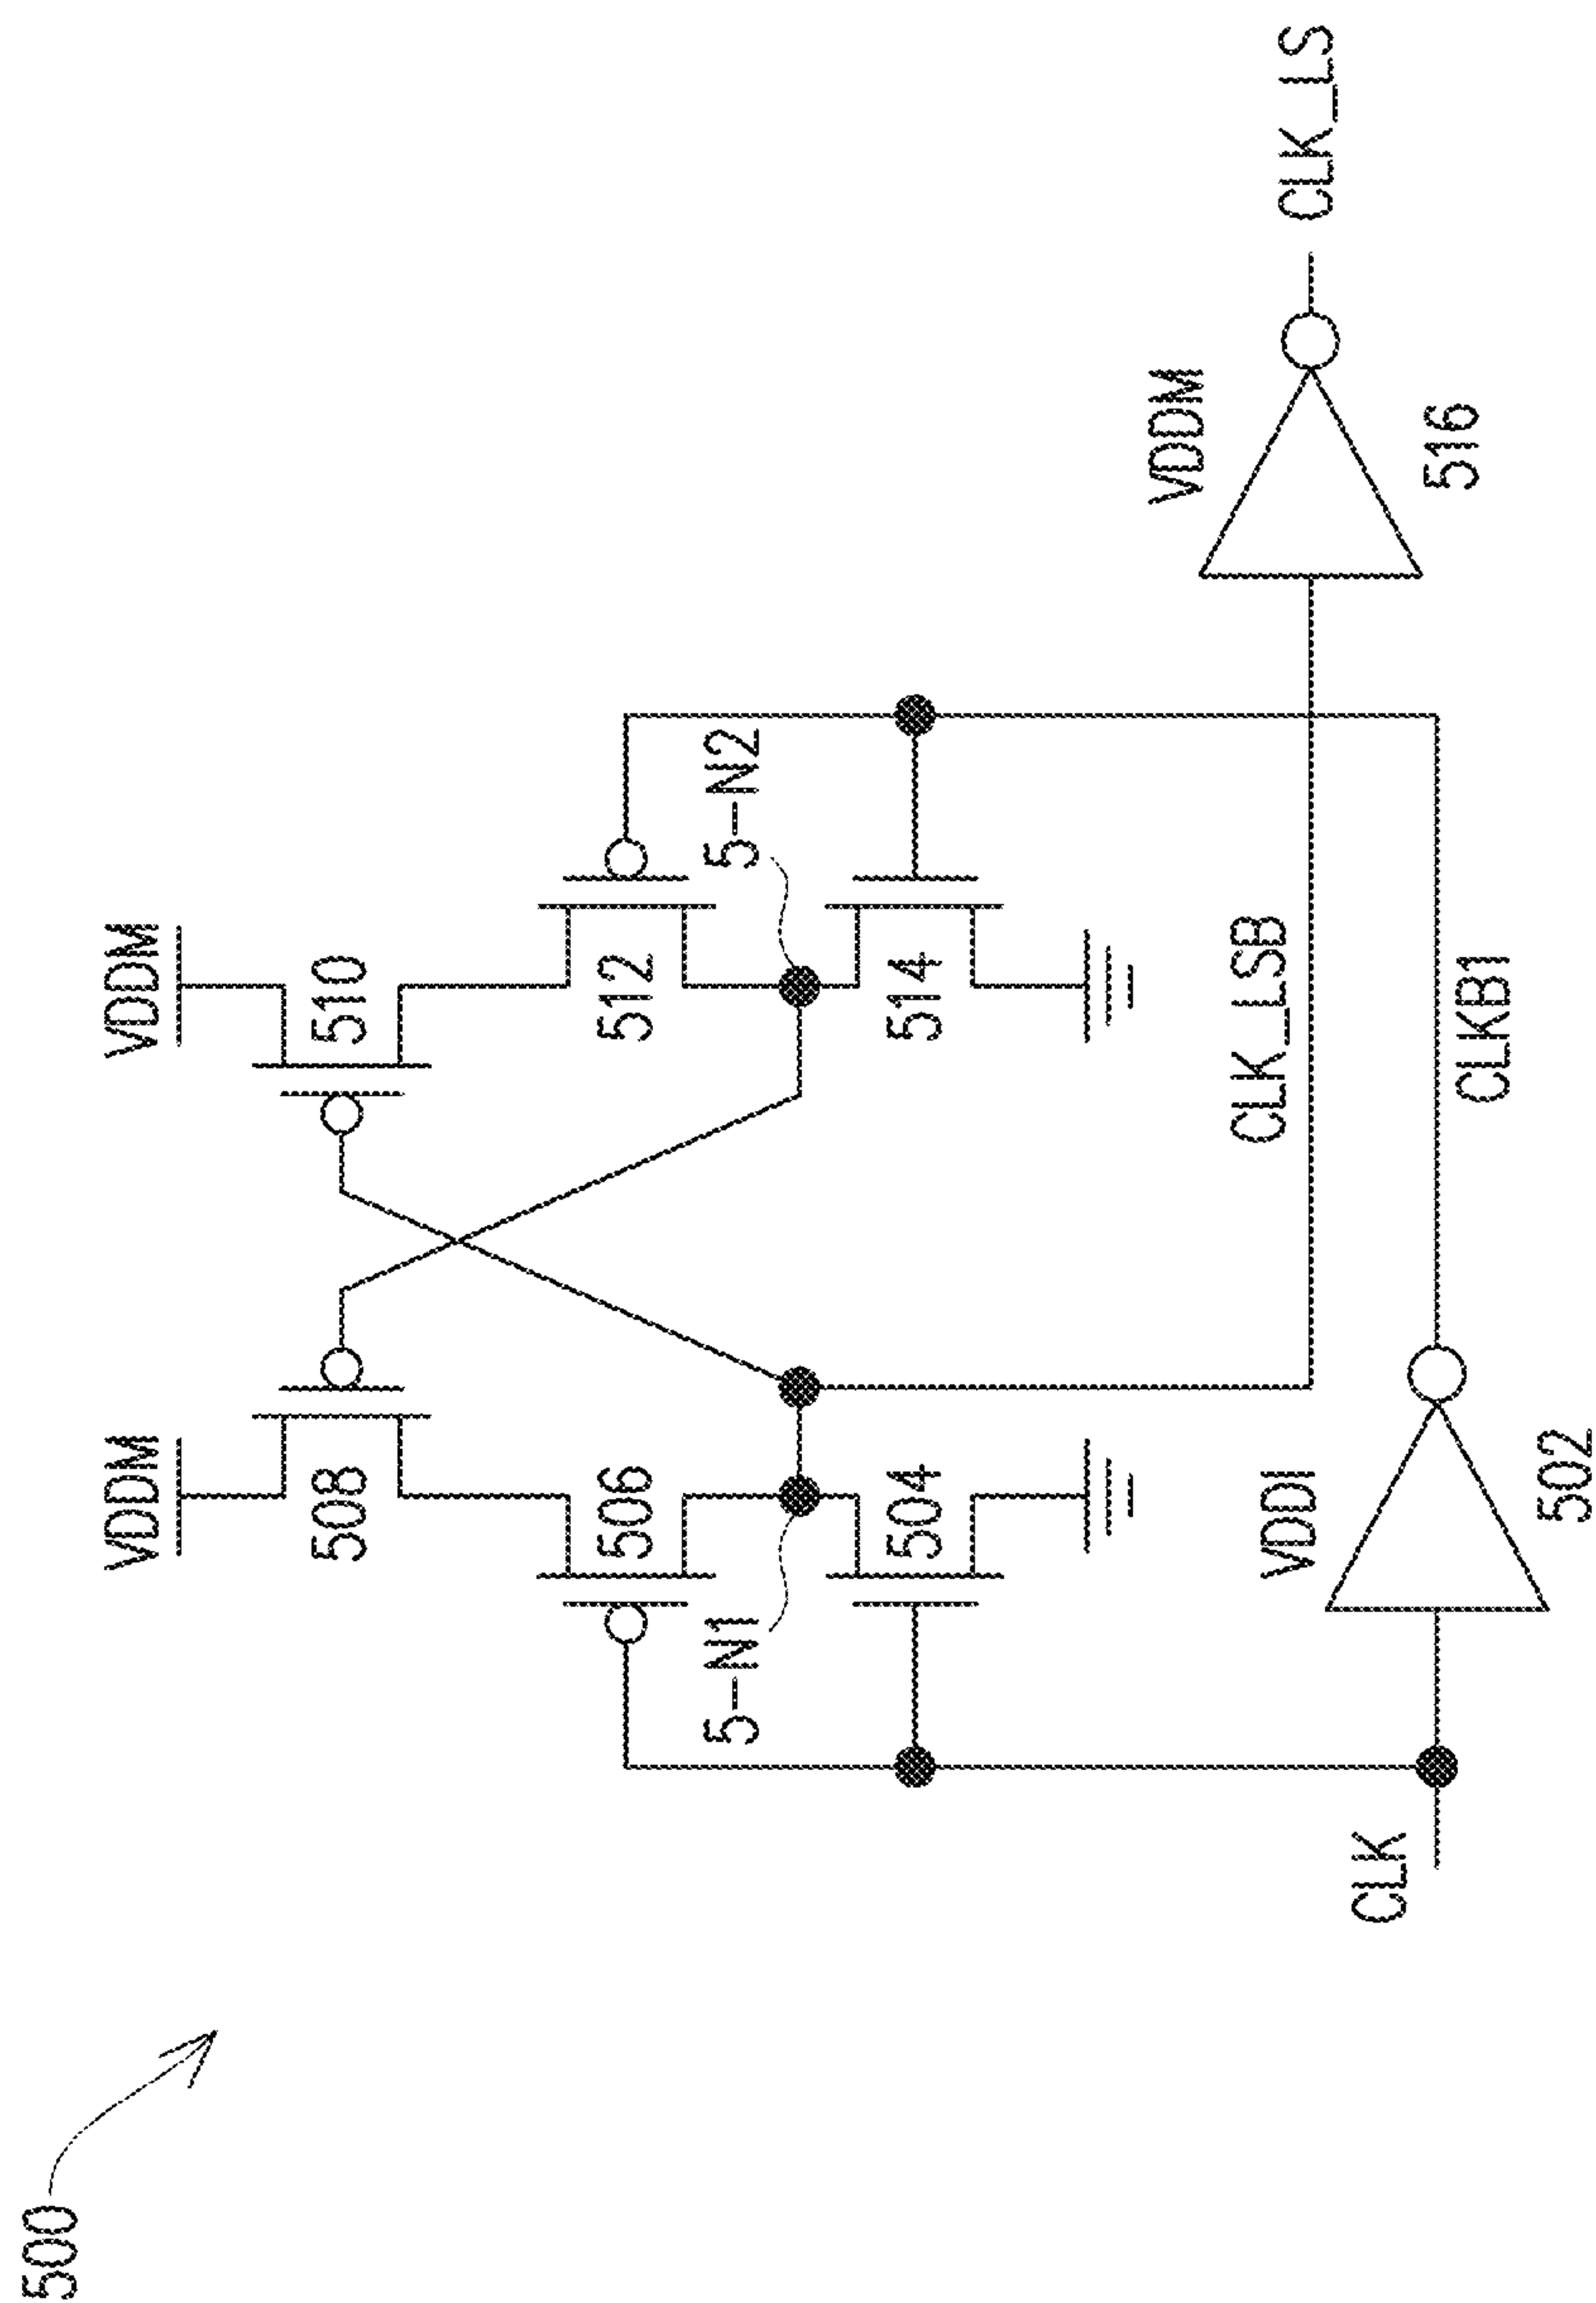 500
VDDM
VDDM
508
510
506
512
5-N1
5-N2
504
514
CLK_LSB
VDDM
CLK_LS
VDDI
516
CLK
CLKB1
502